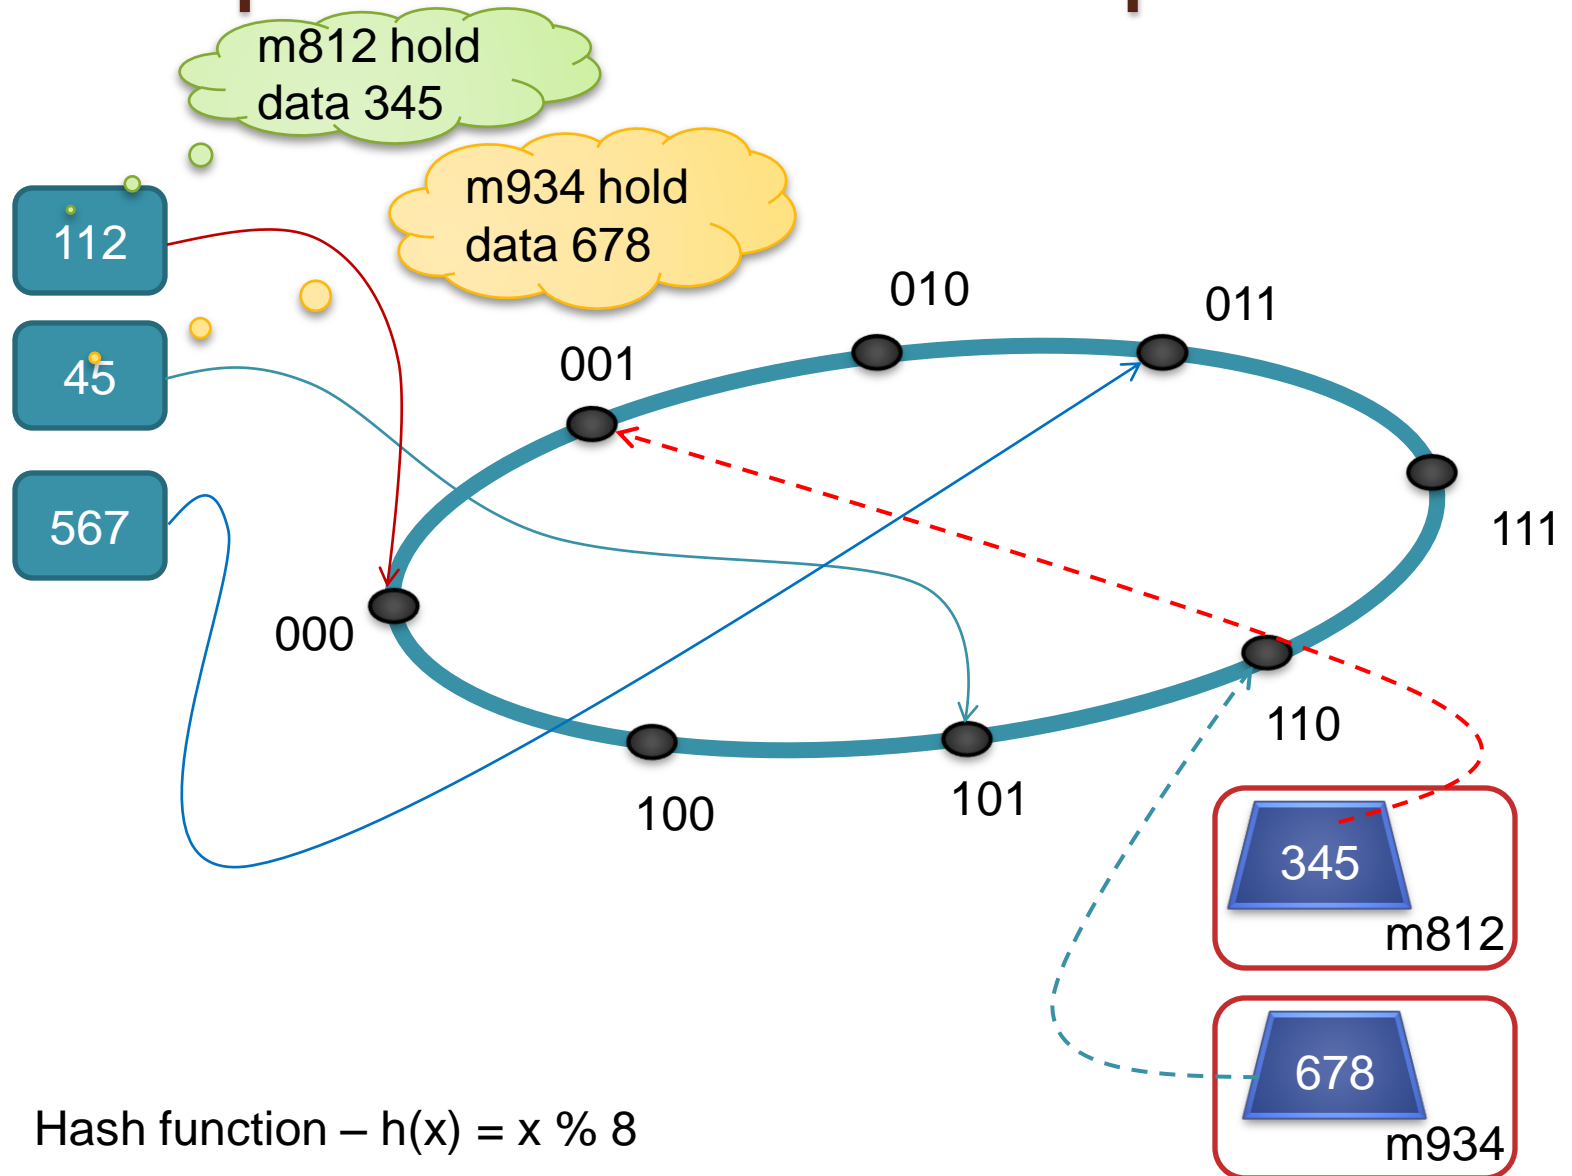 m812 hold
data 345
m934 hold
data 678
112
45
567
010
011
001
111
000
110
100
101
345
m812
678
m934
Hash function – h(x) = x % 8